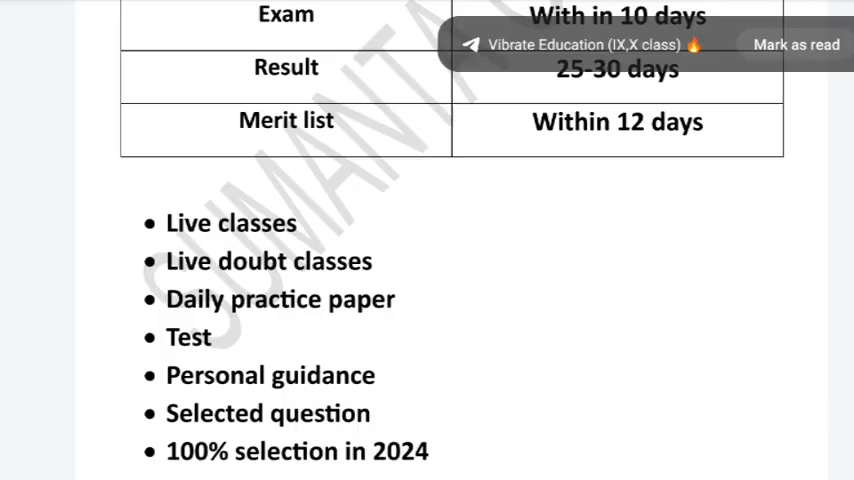 Exam
With in 10 days
Vibrate Education (IX,X class) 🔥
Mark as read
Result
25-30 days
Merit list
Within 12 days
SUMANTA
• Live classes
• Live doubt classes
• Daily practice paper
• Test
• Personal guidance
• Selected question
• 100% selection in 2024